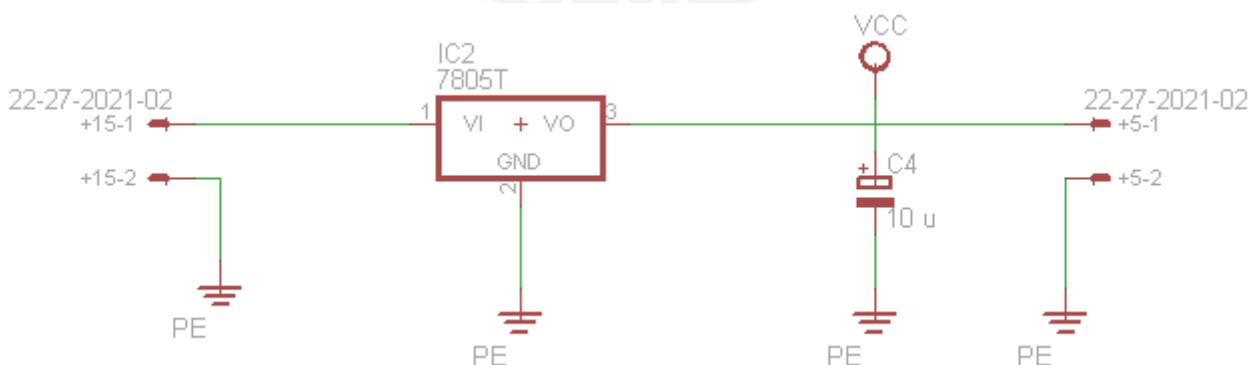 VCC
IC2
7805T
22-27-2021-02
+15-1
1
VI + VO
3
22-27-2021-02
+5-1
GND
2
+15-2
+
C4
10 u
+5-2
PE
PE
PE
PE